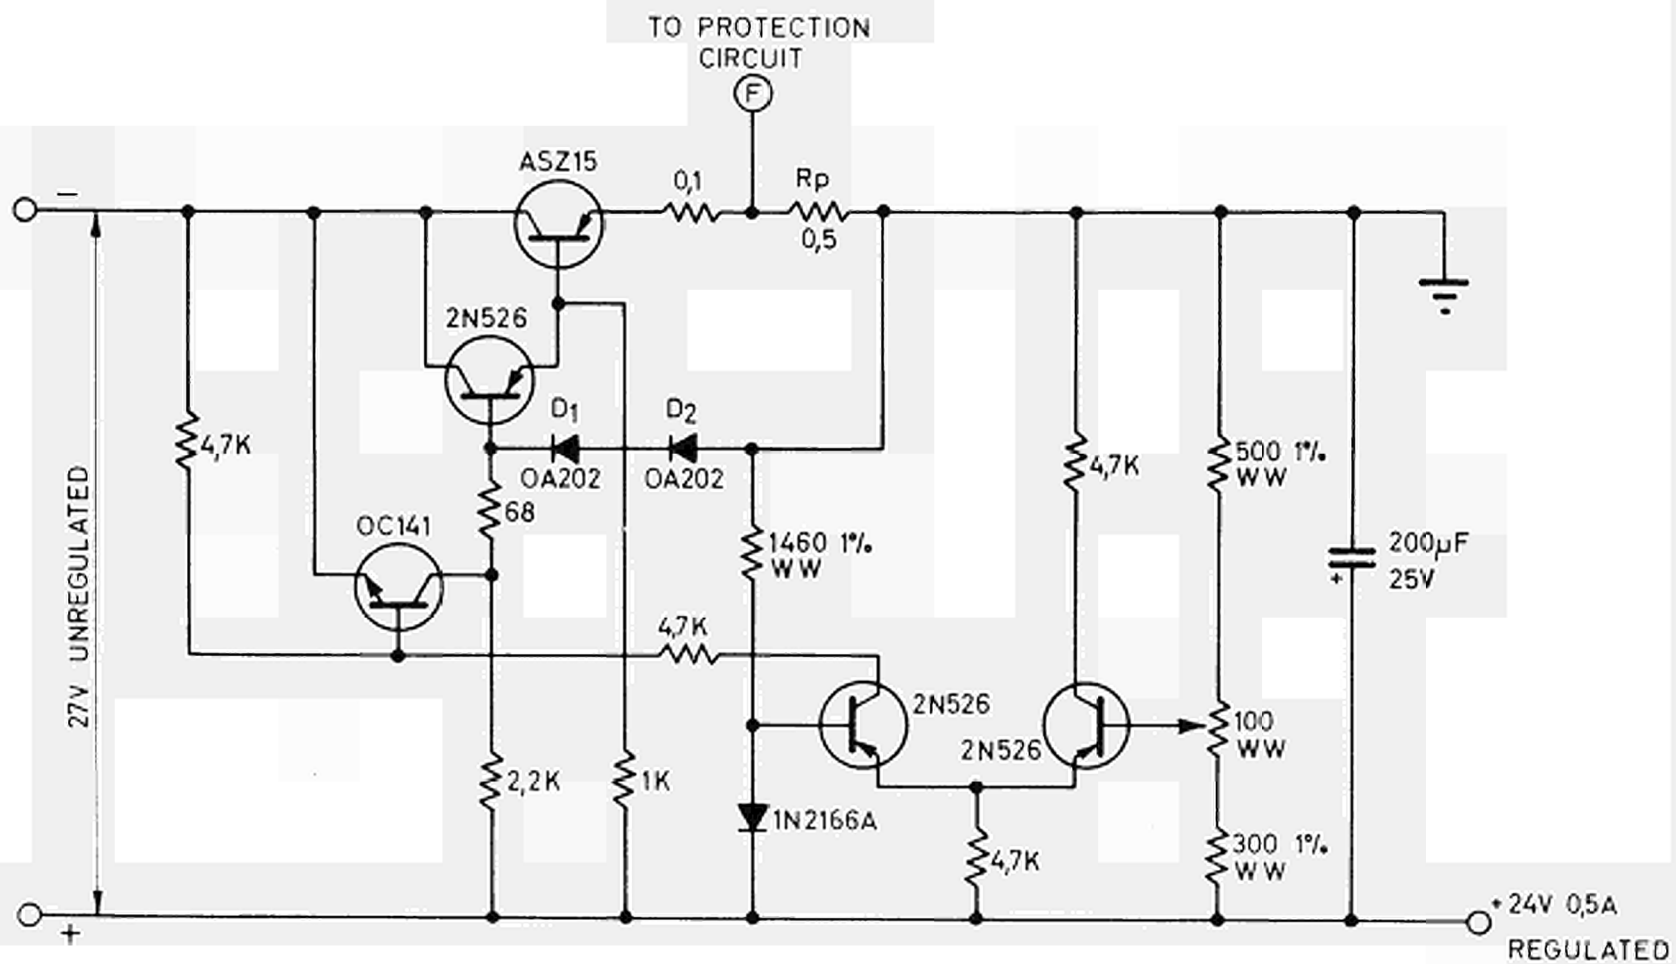 TO PROTECTION
CIRCUIT
F
ASZ15
0,1
Rp
0,5
−
2N526
4,7K
D1
D2
OA202
OA202
68
4,7K
500 1%
WW
OC141
1460 1%
WW
200µF
25V
+
27V UNREGULATED
4,7K
2N526
2N526
100
WW
2,2K
1K
1N2166A
4,7K
300 1%
WW
+
+ 24V 0,5A
REGULATED